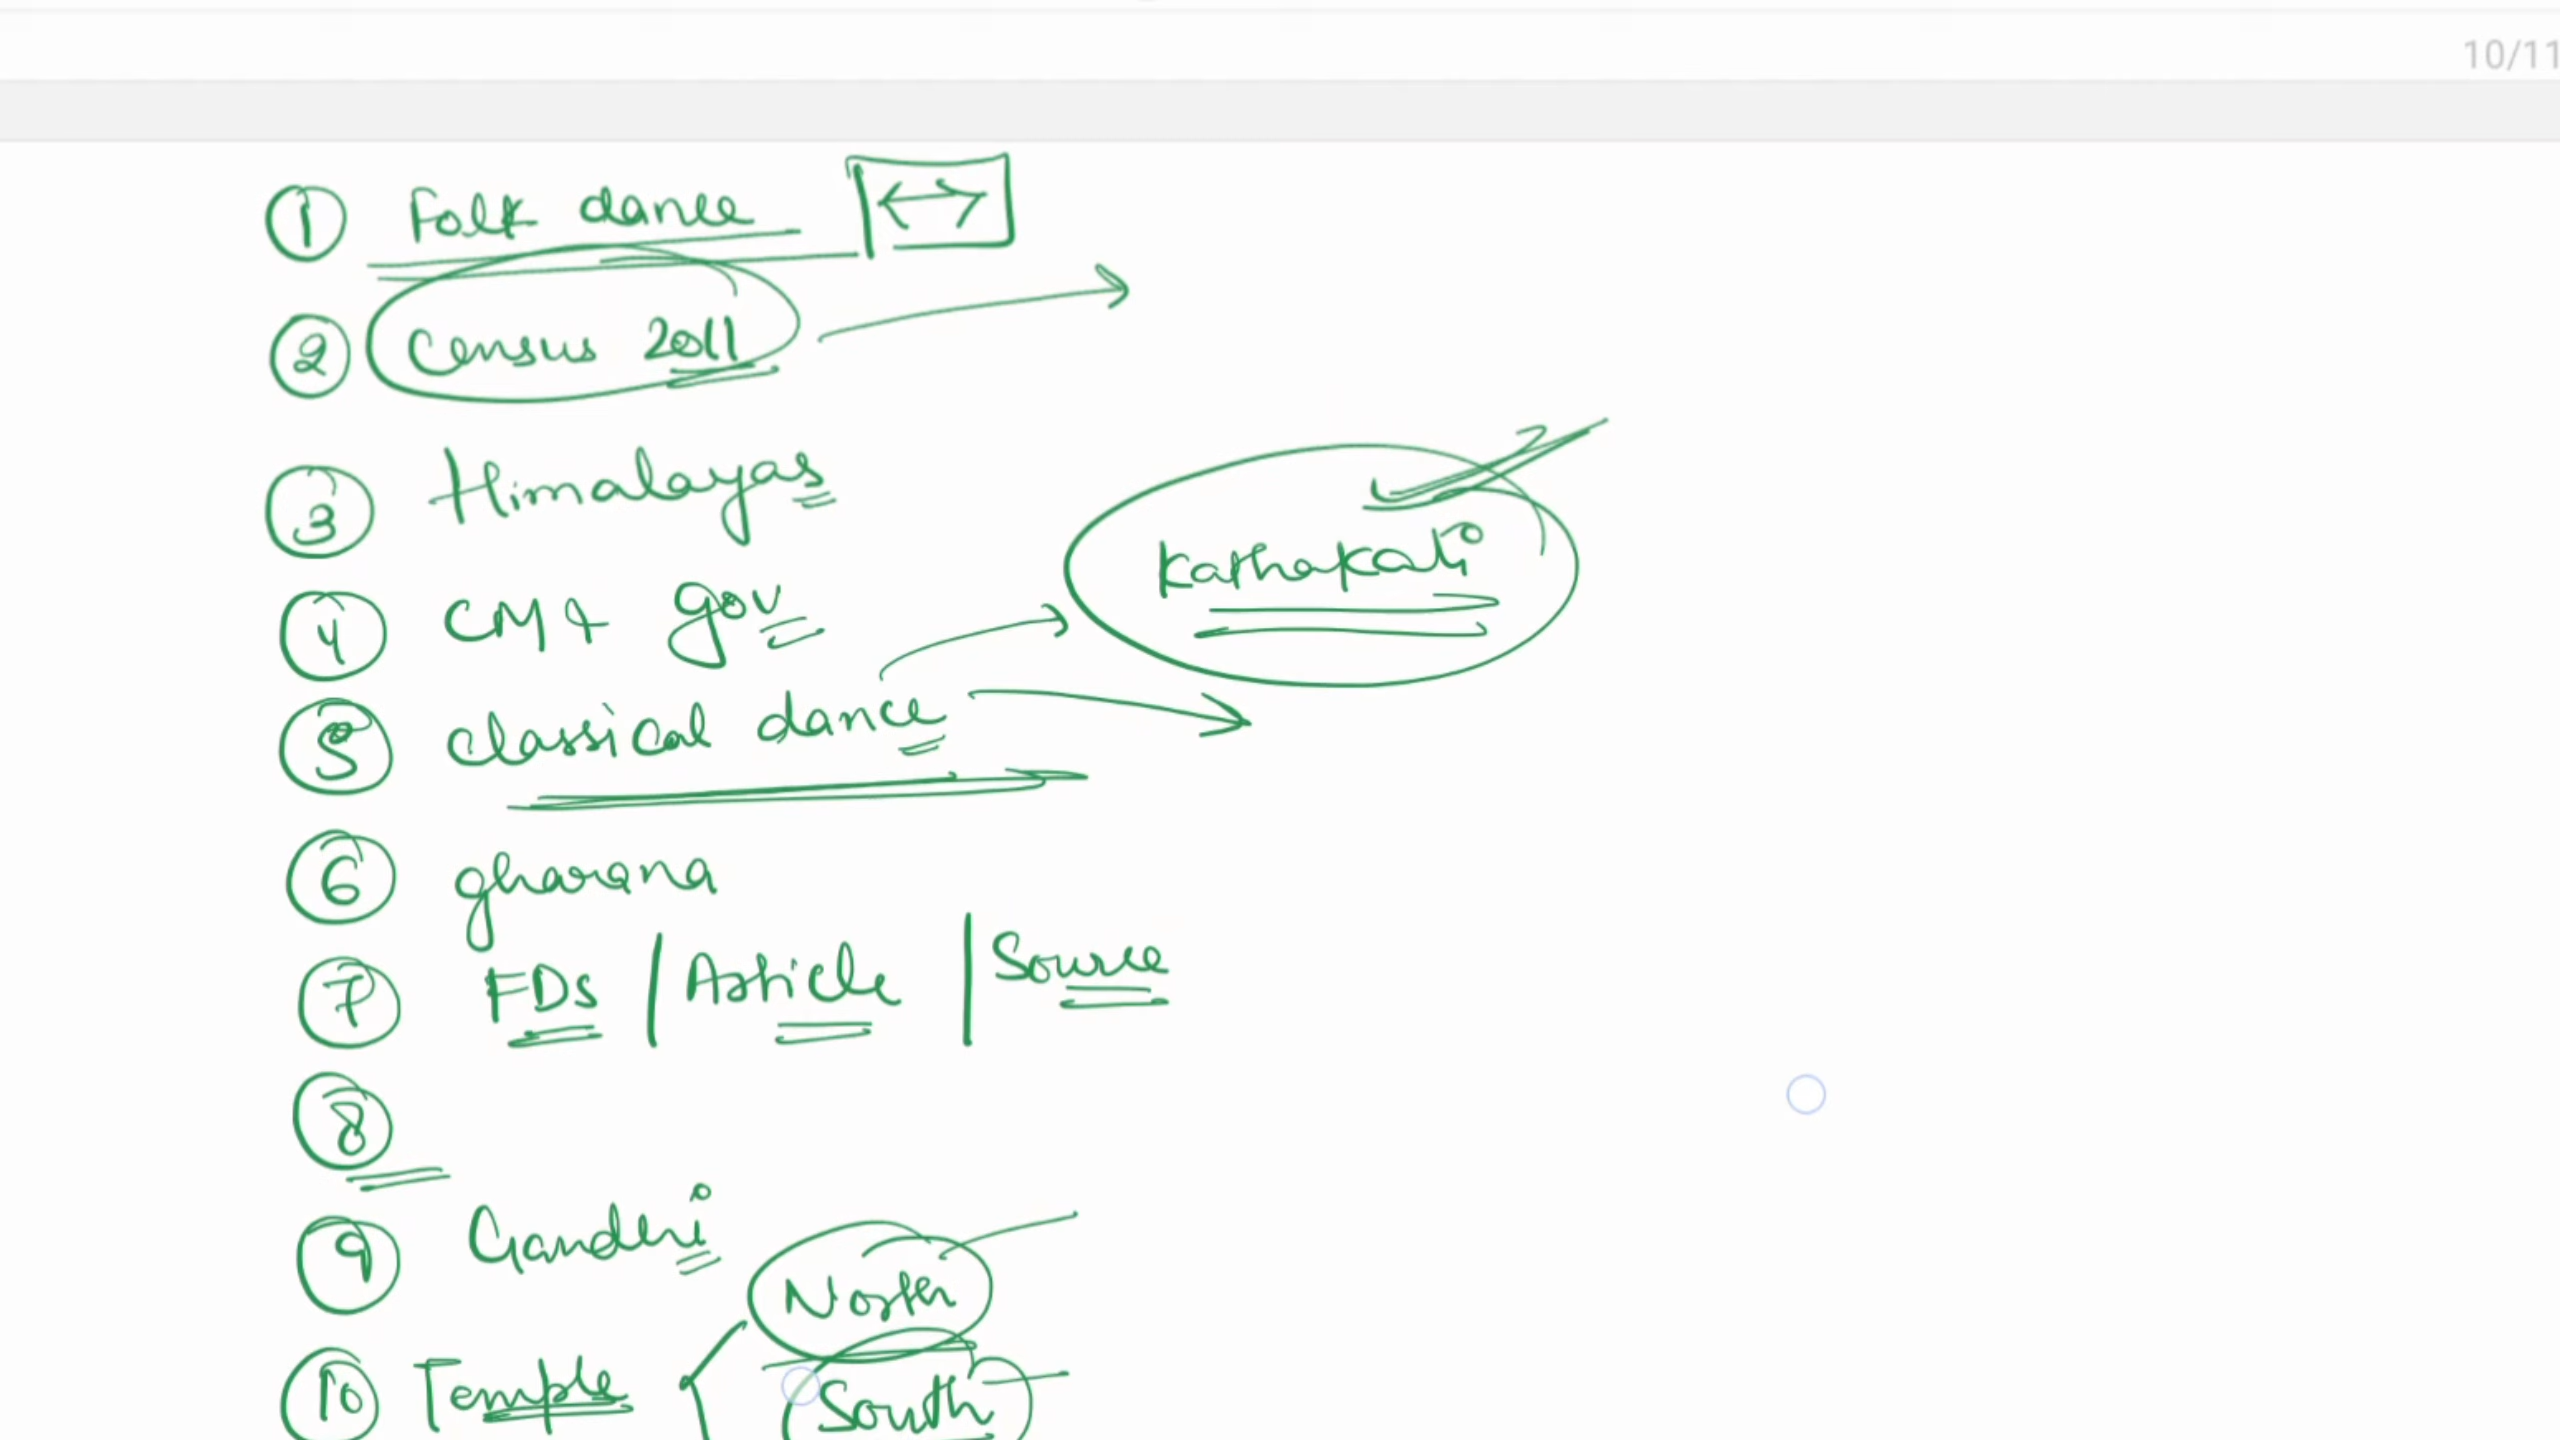 10/11
1 Folk dance
2 Census 2011
3 Himalayas
4 CM + gov
Kathakali
5 classical dance
6 gharana
7 FDs | Article | Source
8
9 Gandhi
North
10 Temple
South